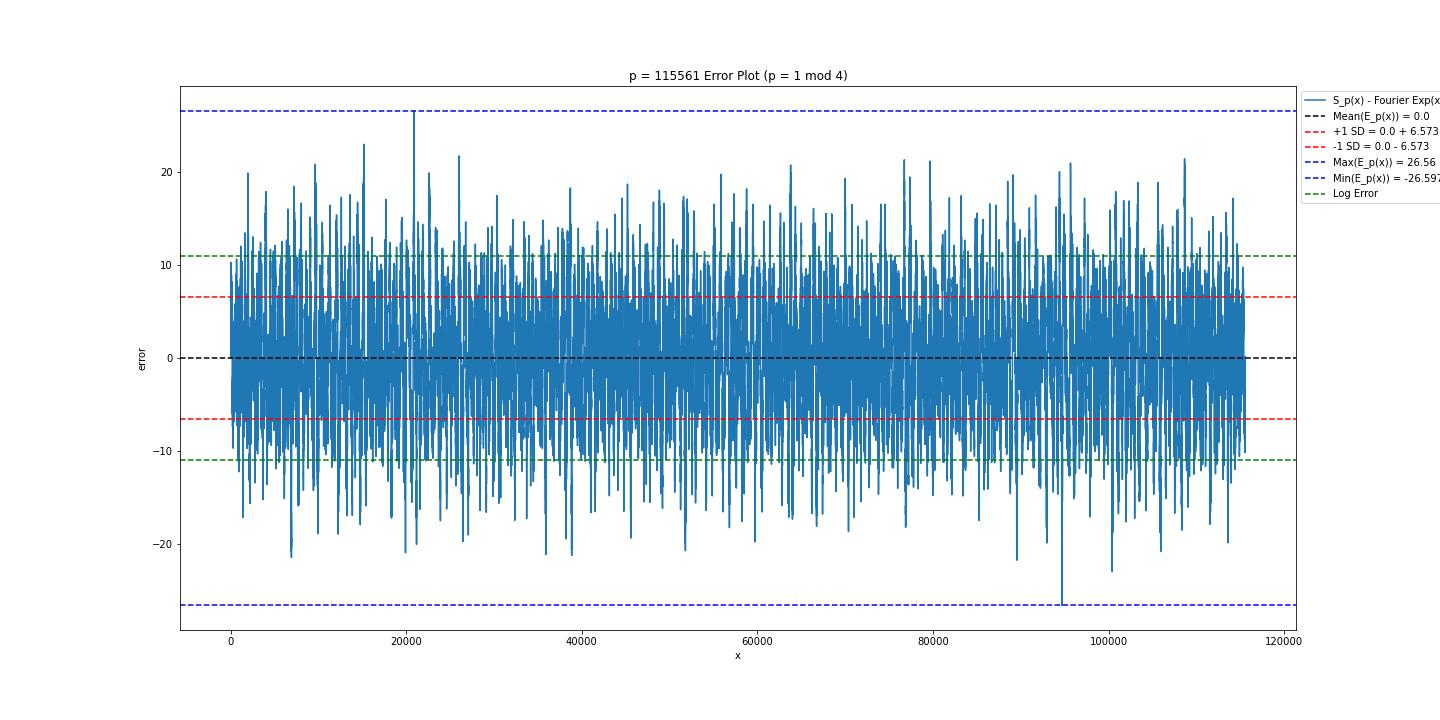 p = 115561 Error Plot (p = 1 mod 4)
S_p(x) - Fourier Exp(x
Mean(E_p(x)) = 0.0
+1 SD = 0.0 + 6.573
-1 SD = 0.0 - 6.573
Max(E_p(x)) = 26.56
Min(E_p(x)) = -26.597
Log Error
error
20
10
0
−10
−20
0 20000 40000 60000 80000 100000 120000
x